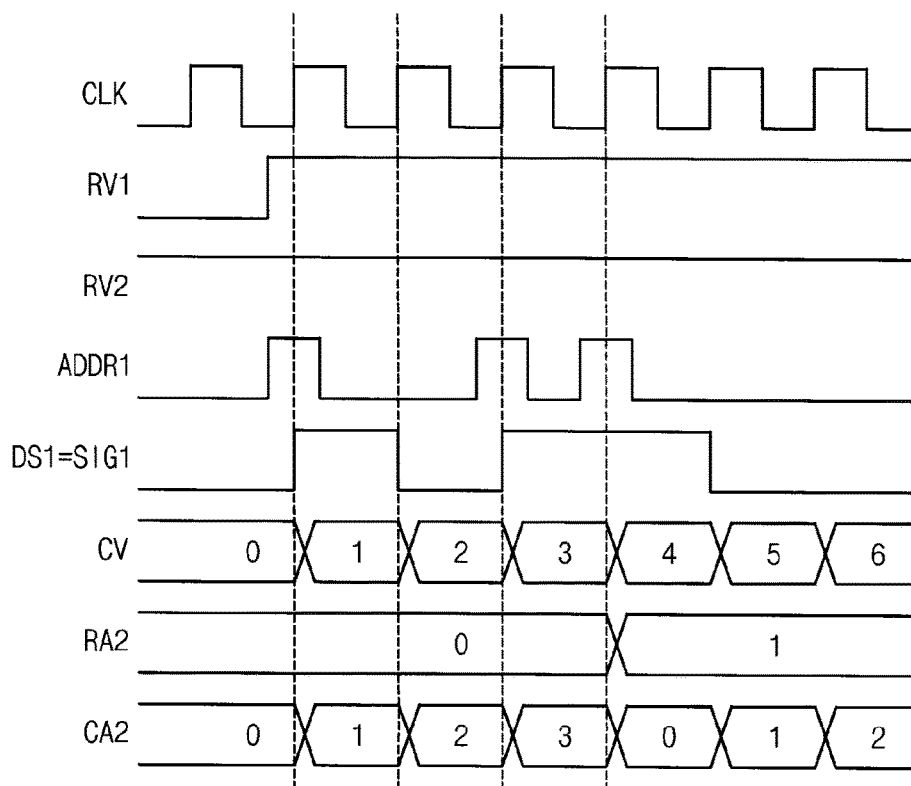 CLK
RV1
RV2
ADDR1
DS1=SIG1
CV 0 1 2 3 4 5 6
RA2 0 1
CA2 0 1 2 3 0 1 2